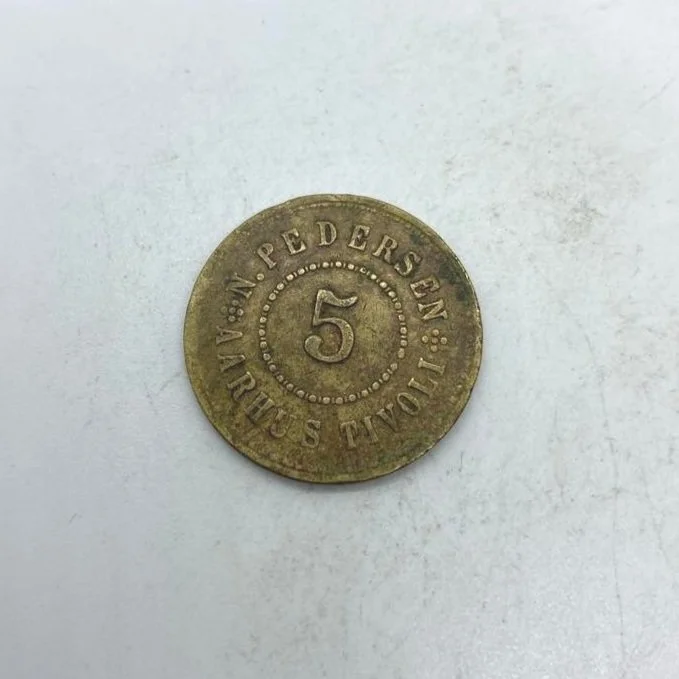 N. PEDERSEN
5
AARHUS TIVOLI